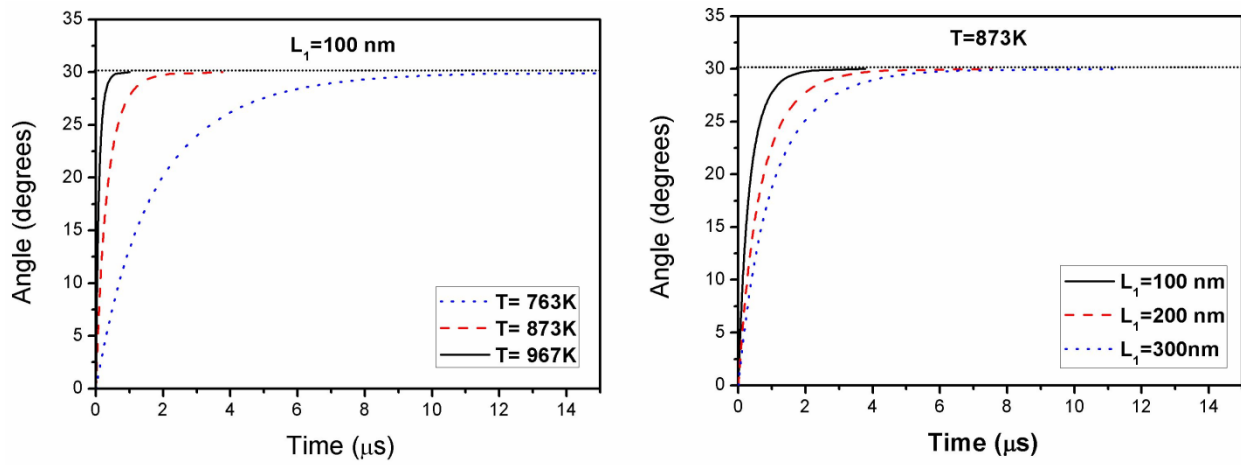 L₁=100 nm
Angle (degrees)
35
30
25
20
15
10
5
0
T= 763K
T= 873K
T= 967K
0 2 4 6 8 10 12 14
Time (μs)
T=873K
Angle (degrees)
35
30
25
20
15
10
5
0
L₁=100 nm
L₁=200 nm
L₁=300nm
0 2 4 6 8 10 12 14
Time (μs)